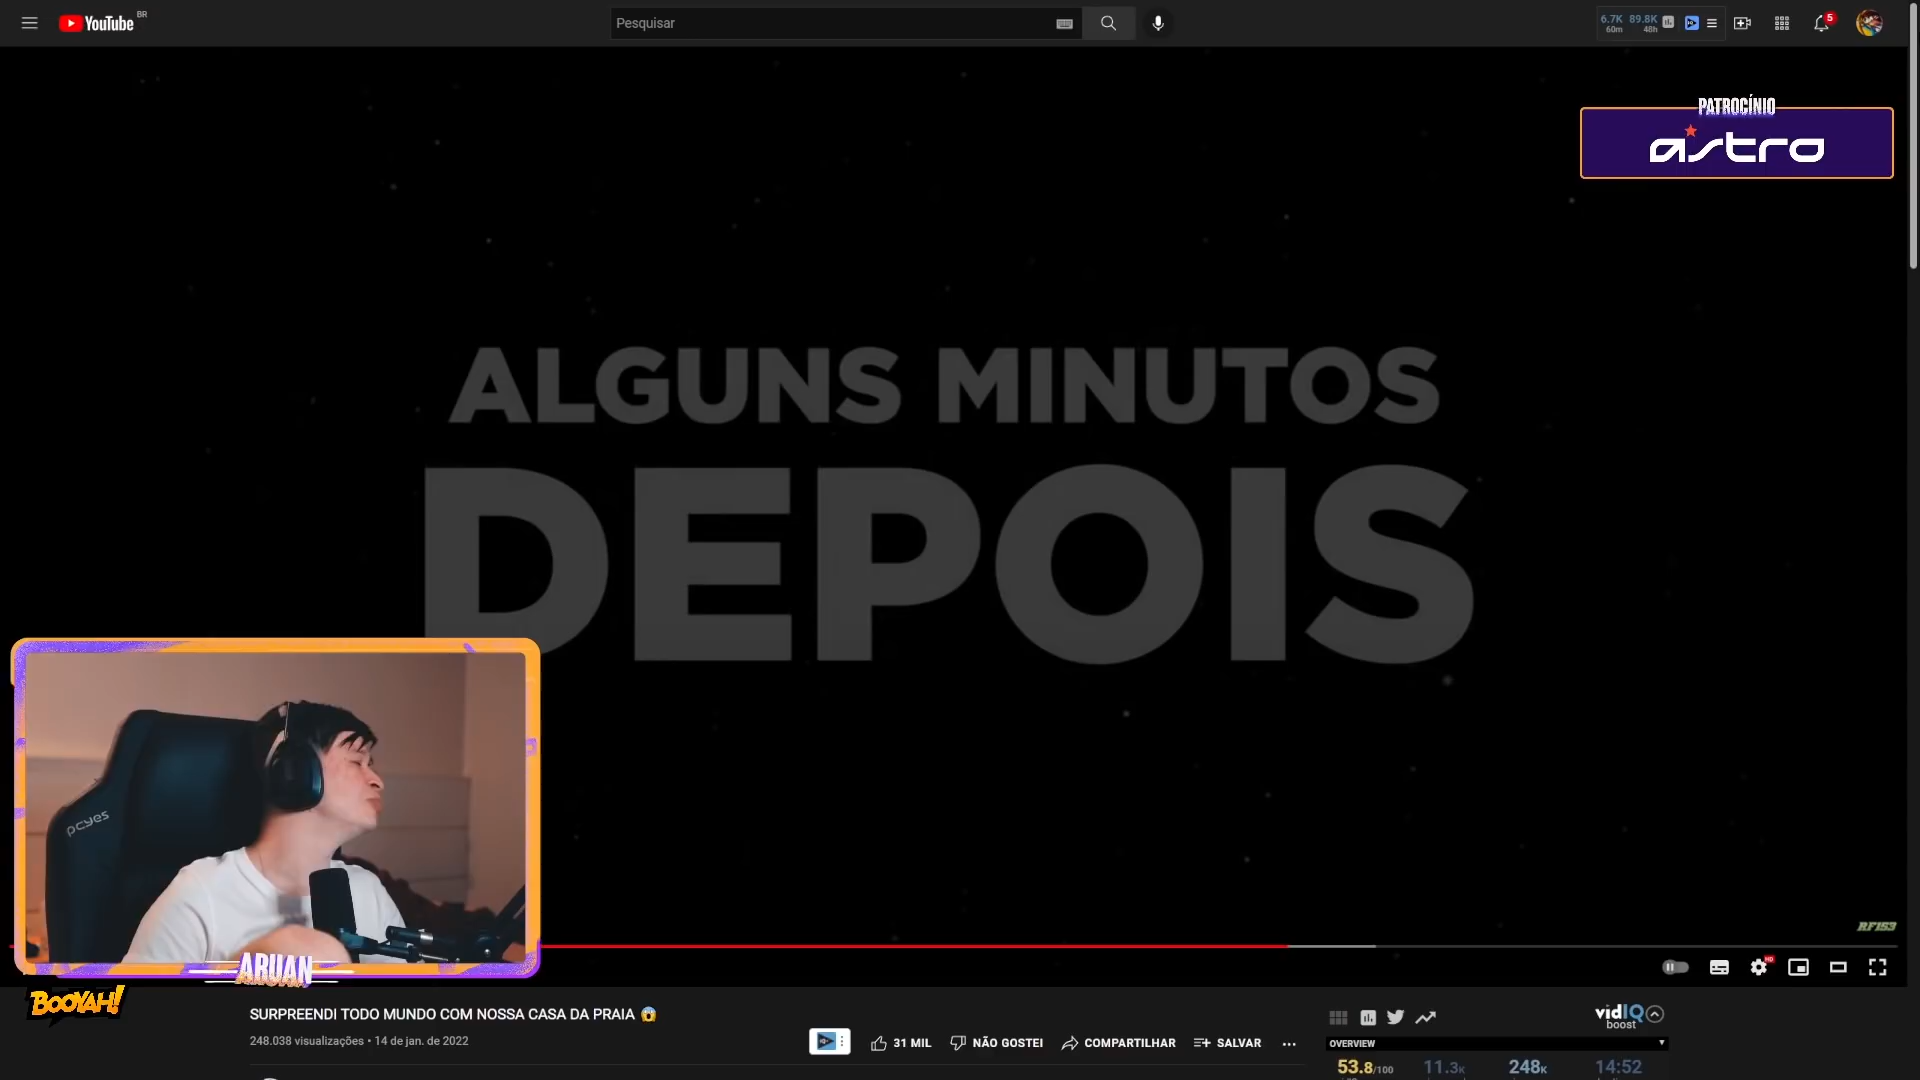 YouTube BR
Pesquisar
6.7K 89.8K
60m 48h
5
PATROCÍNIO
astro
ALGUNS MINUTOS
DEPOIS
pcyes
RF153
HD
ARUAN
BOOYAH!
SURPREENDI TODO MUNDO COM NOSSA CASA DA PRAIA
248.038 visualizações • 14 de jan. de 2022
31 MIL
NÃO GOSTEI
COMPARTILHAR
SALVAR
vidIQ
boost
OVERVIEW
53.8/100 11.3K 248K 14:52